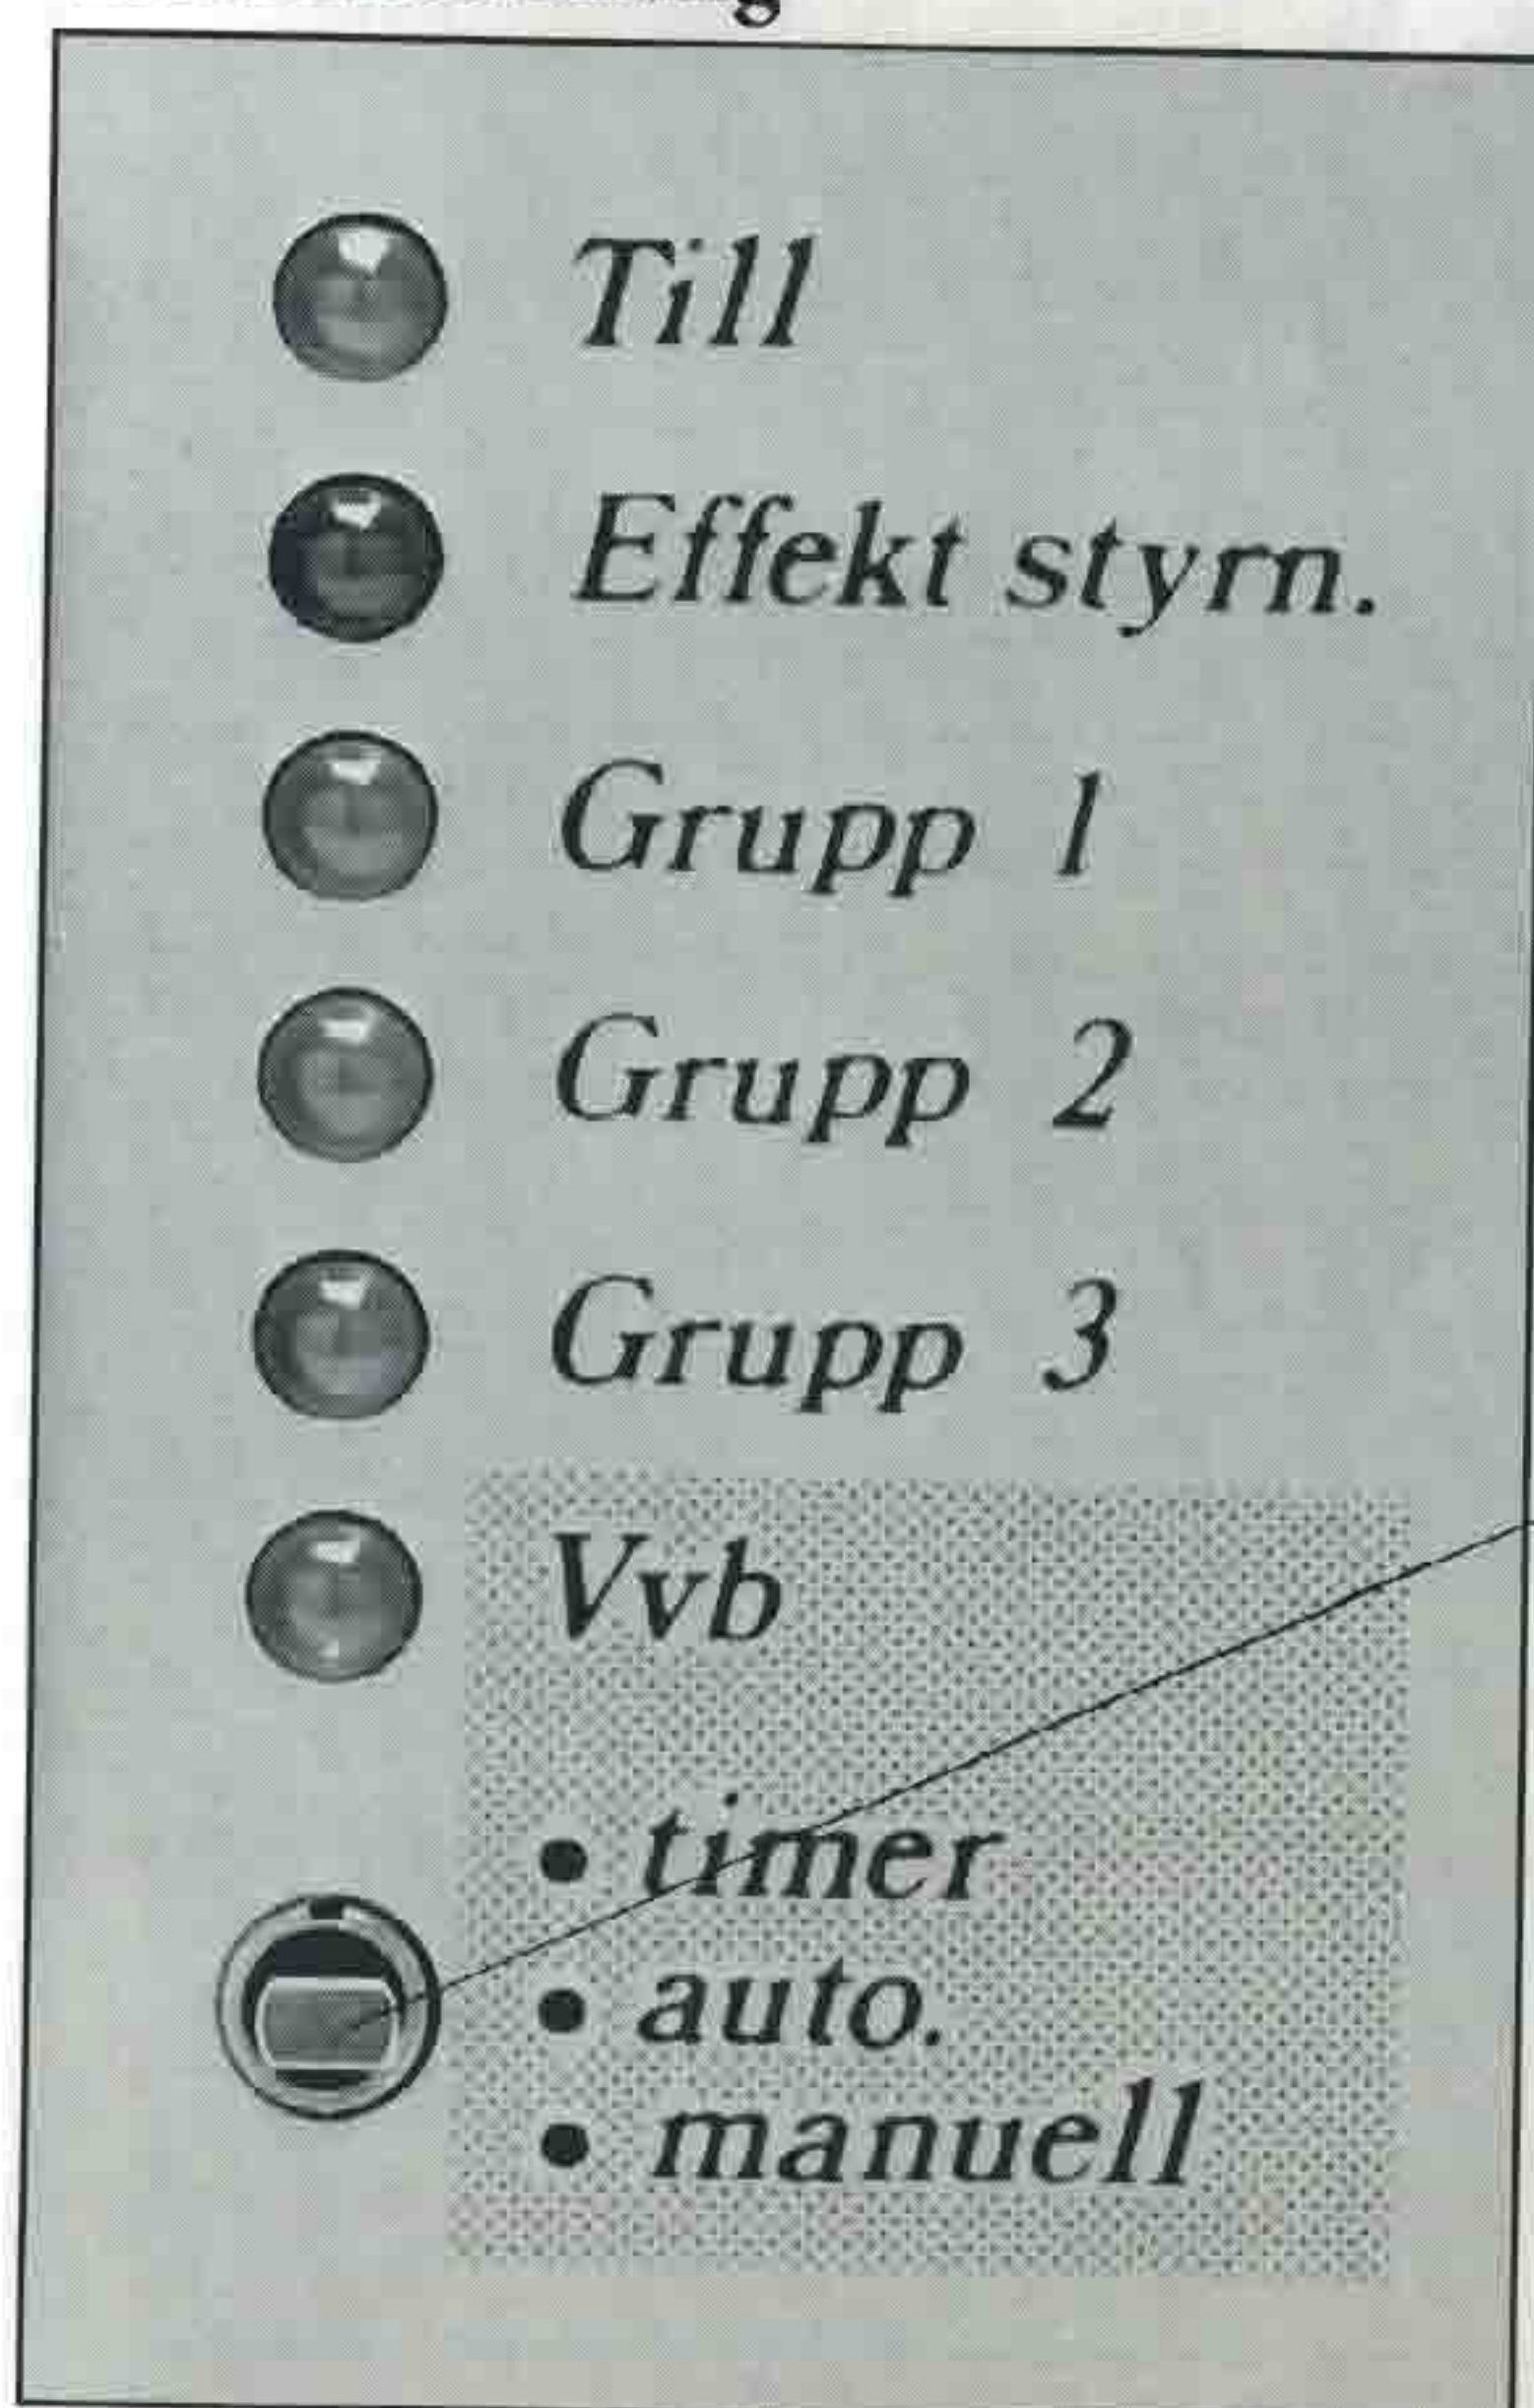 Till
Effekt styrn.
Grupp 1
Grupp 2
Grupp 3
Vvb
• timer
• auto.
• manuell